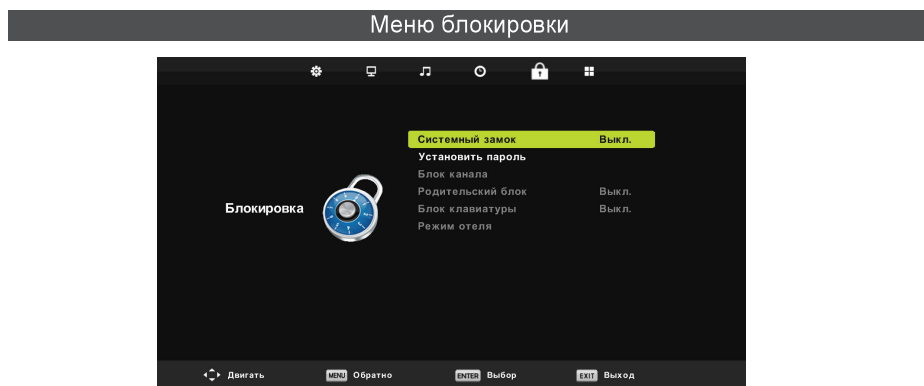 Меню блокировки
Системный замок Выкл.
Установить пароль
Блок канала
Родительский блок Выкл.
Блок клавиатуры Выкл.
Режим отеля
Блокировка
Двигать MENU Обратно ENTER Выбор EXIT Выход